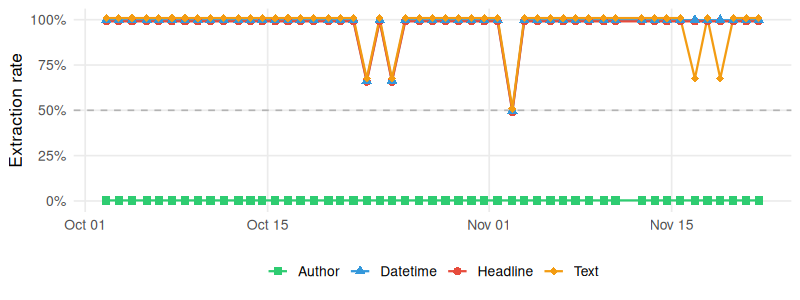 Extraction rate
100%
75%
50%
25%
0%
Oct 01 Oct 15 Nov 01 Nov 15
Author Datetime Headline Text